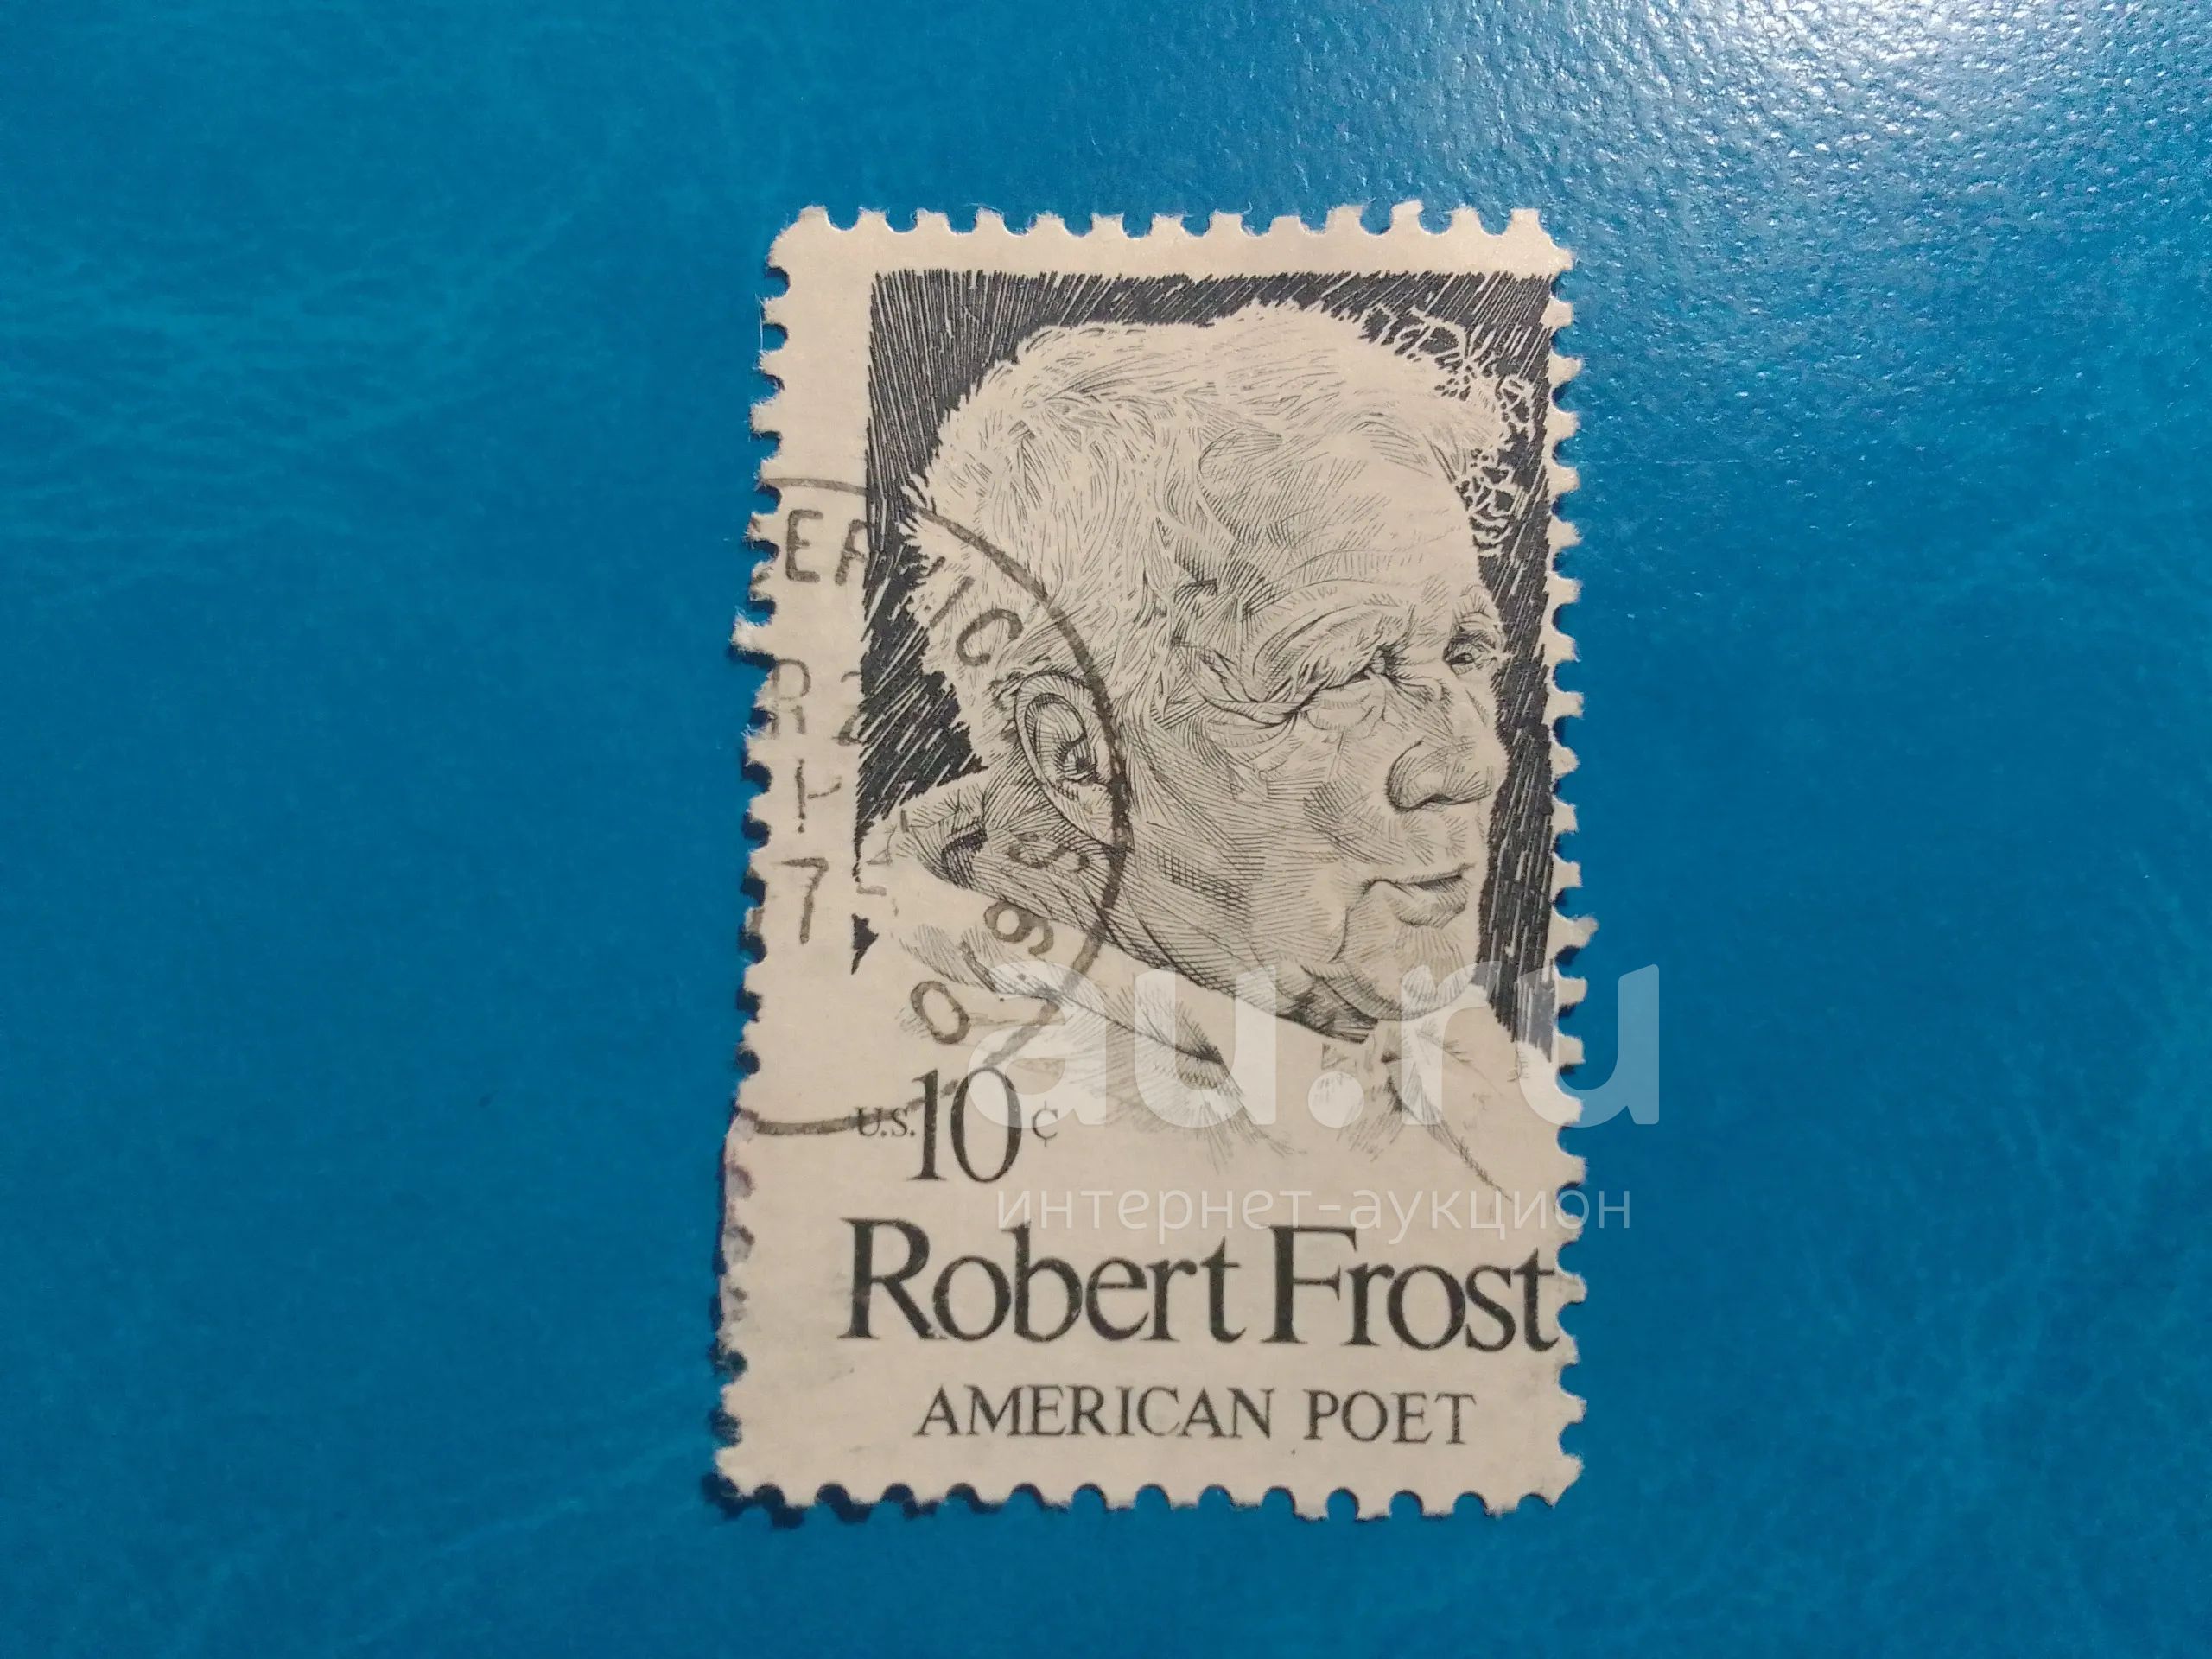 U.S. 10¢
Robert Frost
AMERICAN POET
au.ru
интернет-аукцион